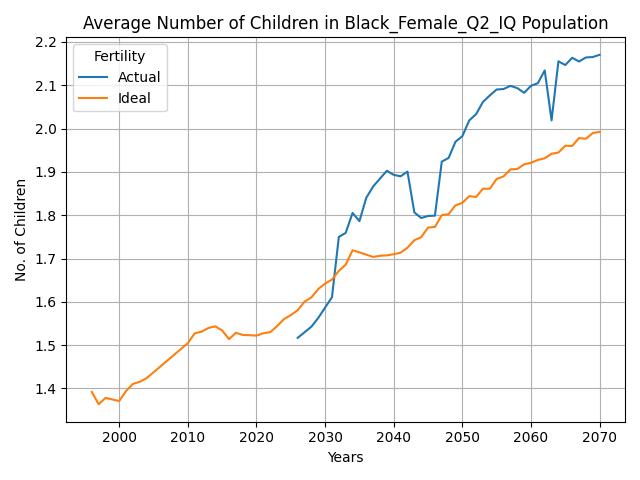 Average Number of Children in Black_Female_Q2_IQ Population
Fertility
Actual
Ideal
No. of Children
2.2
2.1
2.0
1.9
1.8
1.7
1.6
1.5
1.4
2000 2010 2020 2030 2040 2050 2060 2070
Years